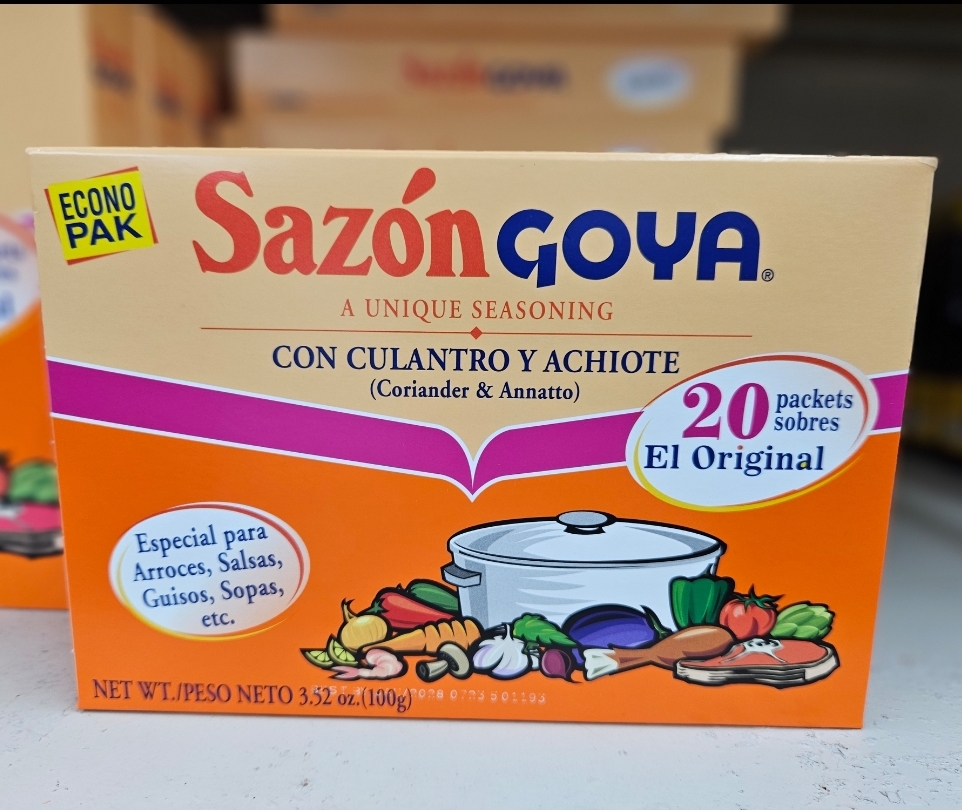 ECONO
PAK
Sazón GOYA®
A UNIQUE SEASONING
CON CULANTRO Y ACHIOTE
(Coriander & Annatto)
20 packets
sobres
El Original
Especial para
Arroces, Salsas,
Guisos, Sopas,
etc.
NET WT./PESO NETO 3.52 oz.(100g)